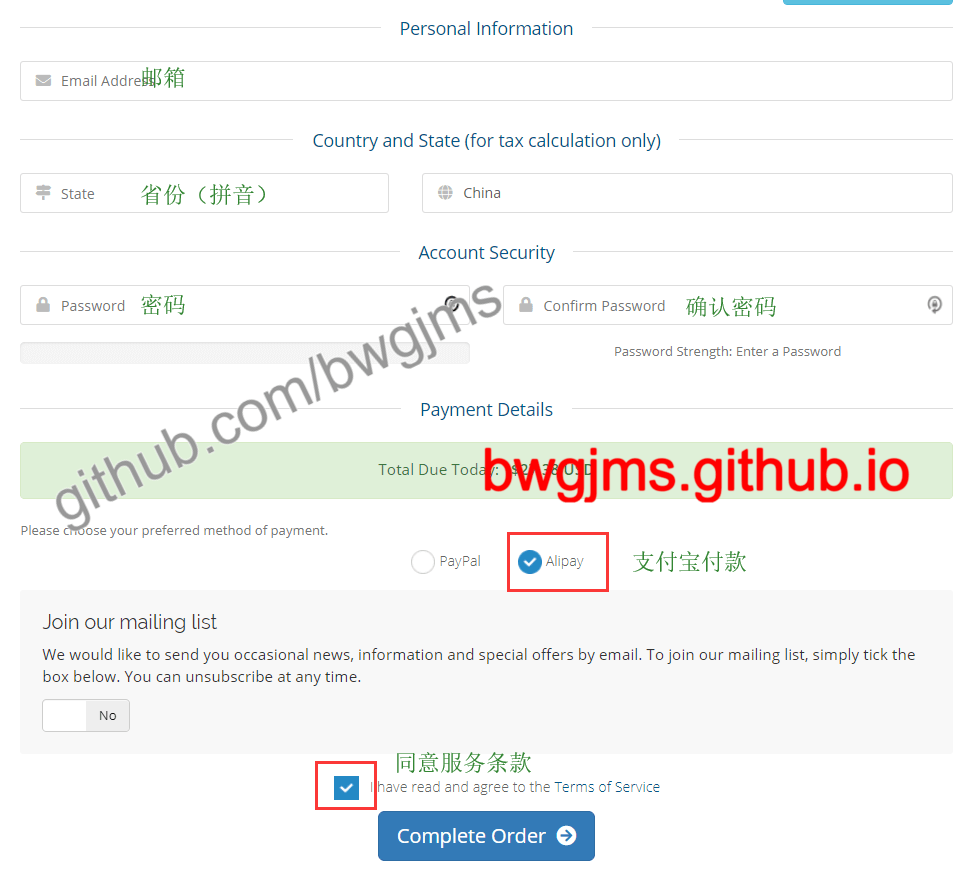 Personal Information
Email Address 邮箱
Country and State (for tax calculation only)
State 省份（拼音）
China
Account Security
Password 密码
Confirm Password 确认密码
Password Strength: Enter a Password
github.com/bwgjms
Payment Details
Total Due Today:
bwgjms.github.io
Please choose your preferred method of payment.
PayPal
Alipay
支付宝付款
Join our mailing list
We would like to send you occasional news, information and special offers by email. To join our mailing list, simply tick the
box below. You can unsubscribe at any time.
No
同意服务条款
I have read and agree to the Terms of Service
Complete Order